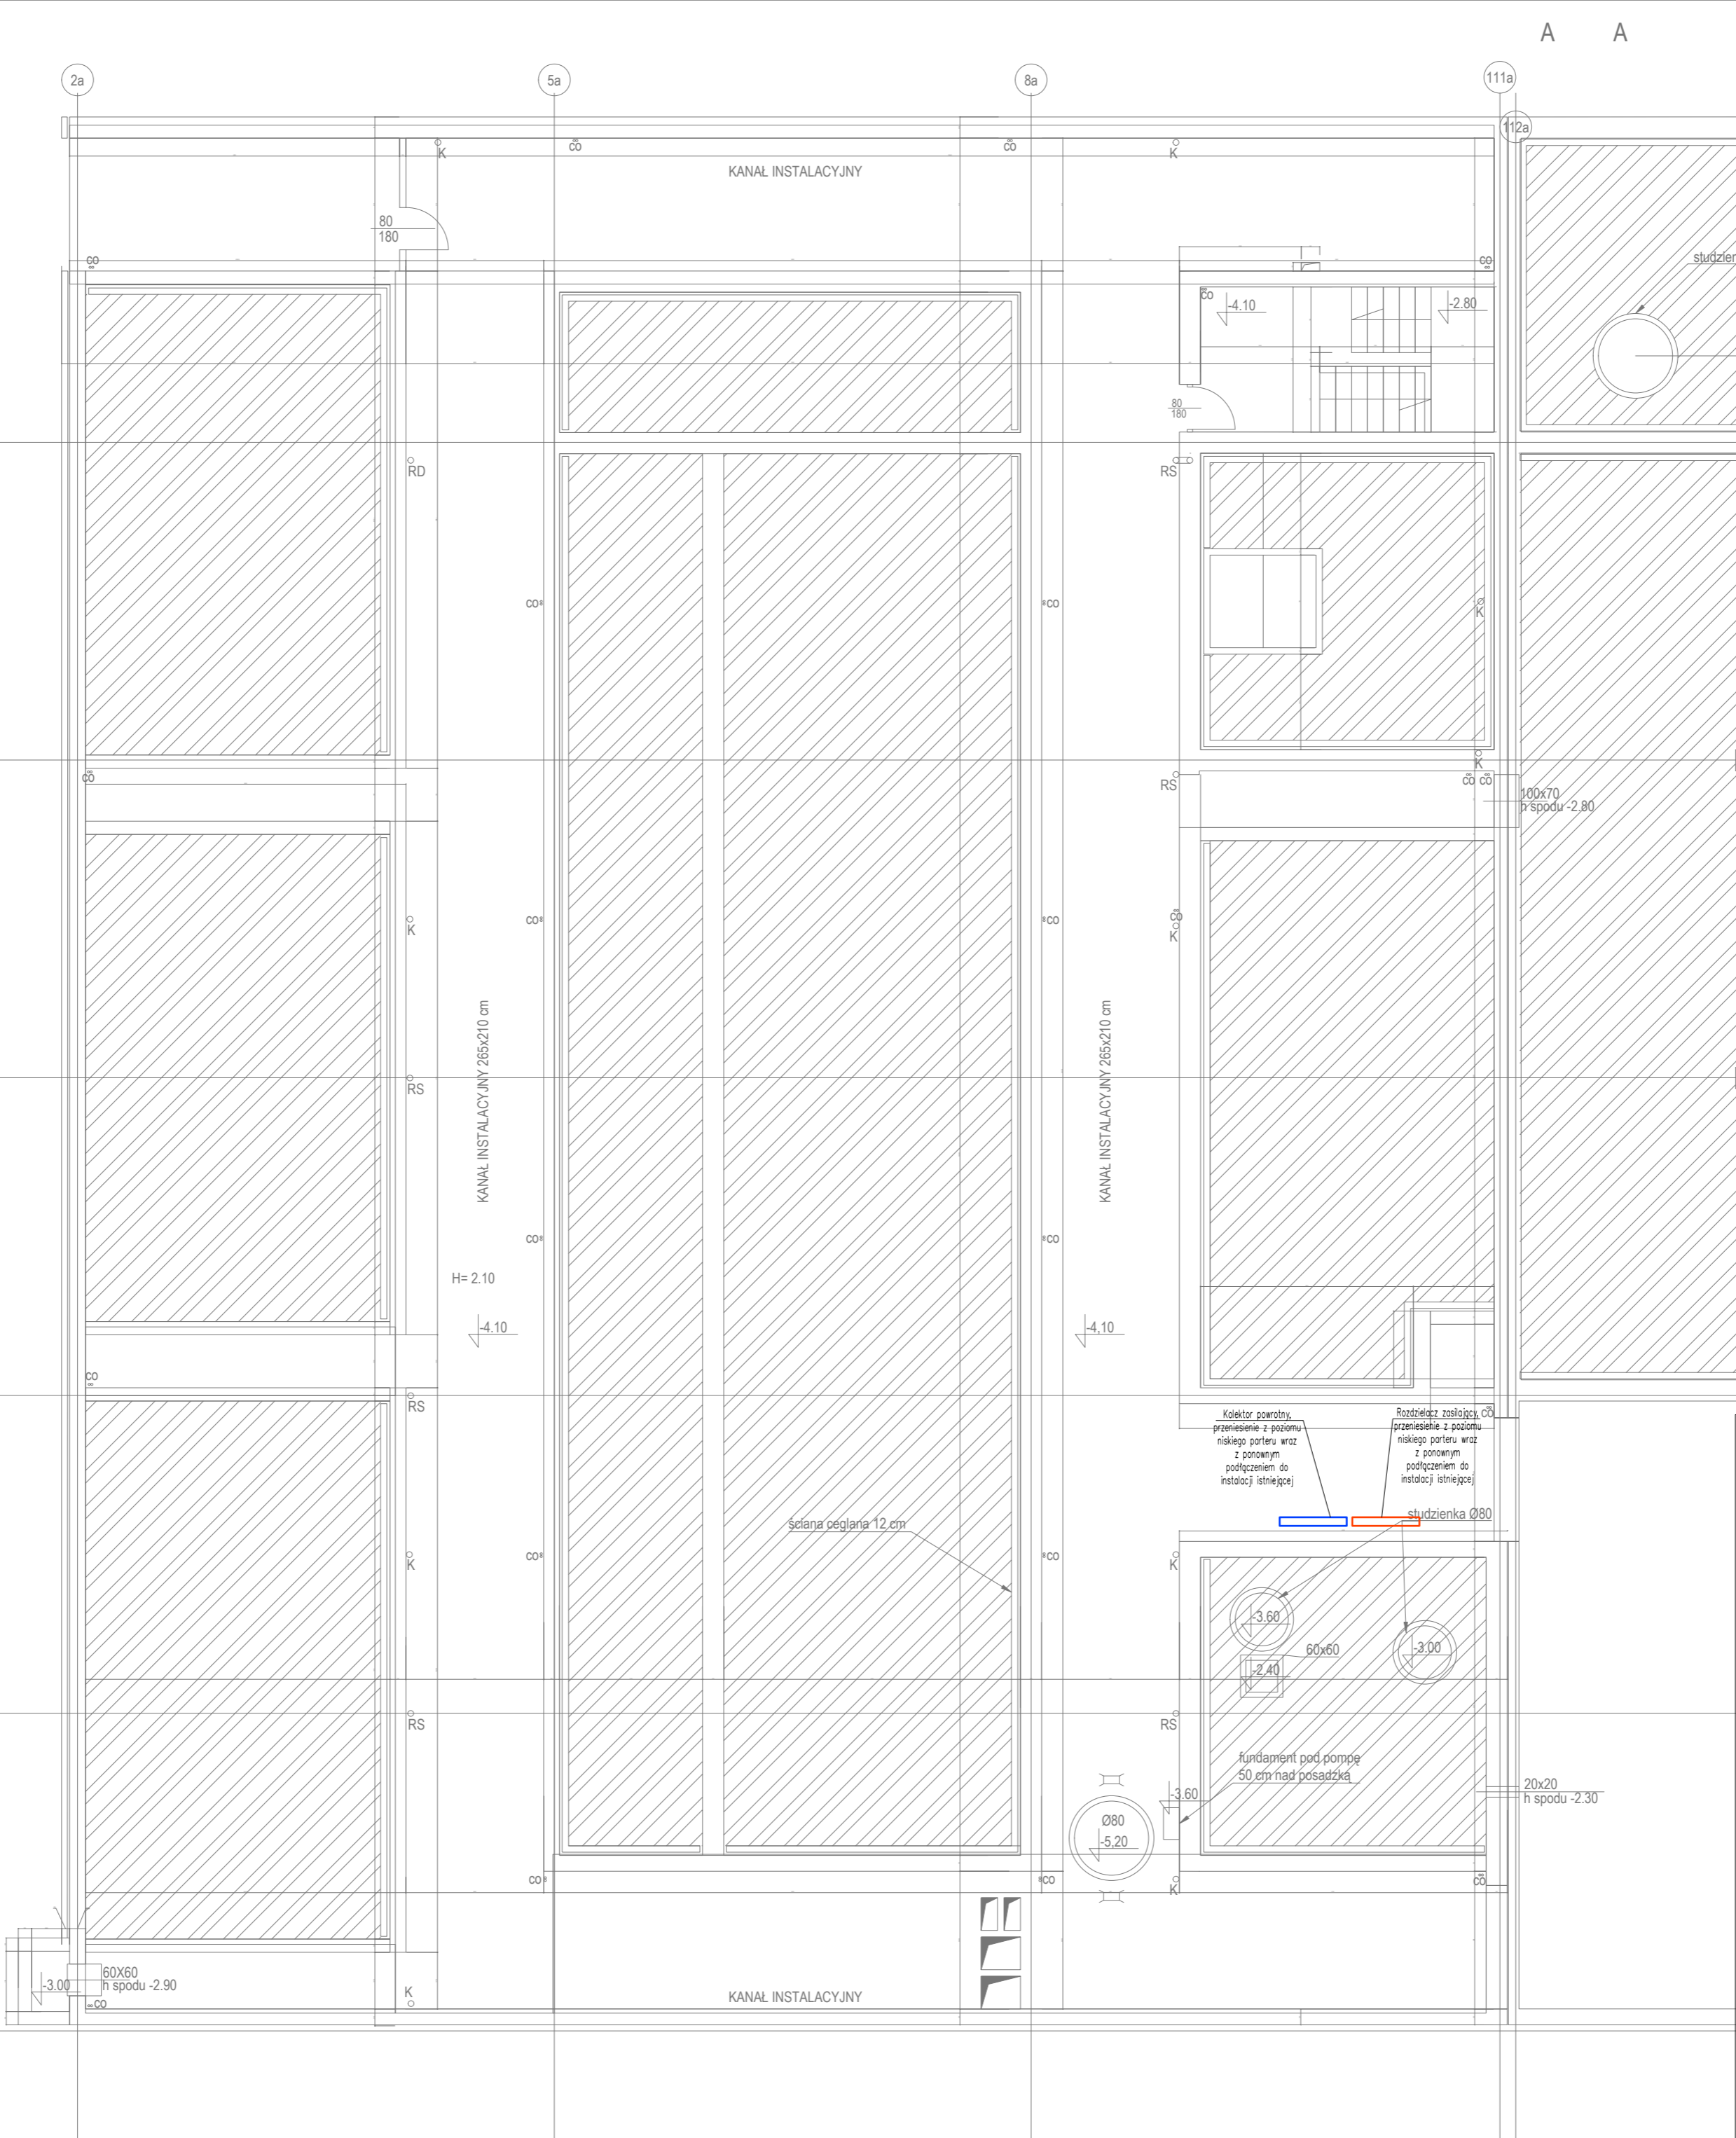 A A
2a
5a
8a
111a
112a
K
CO
CO
K
KANAŁ INSTALACYJNY
80
180
CO
CO
CO
-4.10
-2.80
studzien
80
180
RD
RS
CO
CO
K
K
CO
RS
CO CO
100x70
h spodu -2.80
K
CO
CO
CO
K
KANAŁ INSTALACYJNY 265x210 cm
KANAŁ INSTALACYJNY 265x210 cm
RS
CO
CO
H= 2.10
-4.10
-4,10
CO
RS
CO
Kolektor powrotny,
przeniesienie z poziomu
niskiego parteru wraz
z ponownym
podłączeniem do
instalacji istniejącej
Rozdzielacz zasilający,
przeniesienie z poziomu
niskiego parteru wraz
z ponownym
podłączeniem do
instalacji istniejącej
studzienka Ø80
ściana ceglana 12 cm
K
CO
CO
K
-3.60
60x60
-3.00
-2.40
RS
RS
fundament pod pompę
50 cm nad posadzką
20x20
h spodu -2.30
-3.60
Ø80
-5,20
CO
CO
K
CO
60X60
h spodu -2.90
-3.00
CO
K
KANAŁ INSTALACYJNY